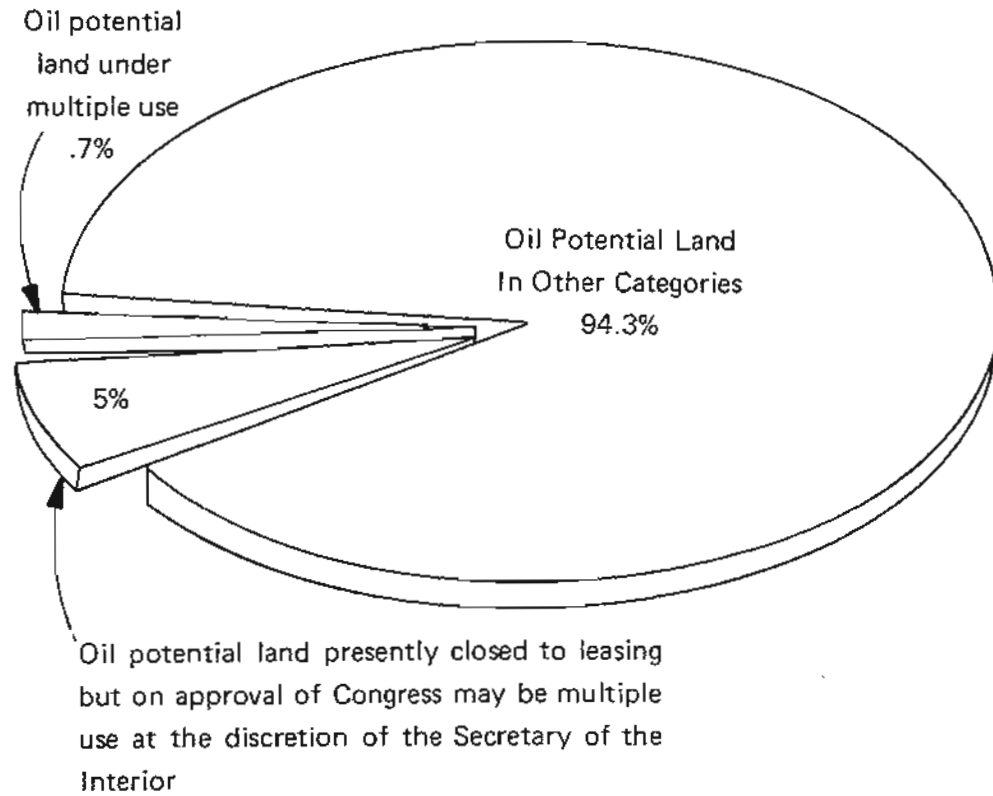 Oil potential
land under
multiple use
.7%
Oil Potential Land
In Other Categories
94.3%
5%
Oil potential land presently closed to leasing
but on approval of Congress may be multiple
use at the discretion of the Secretary of the
Interior